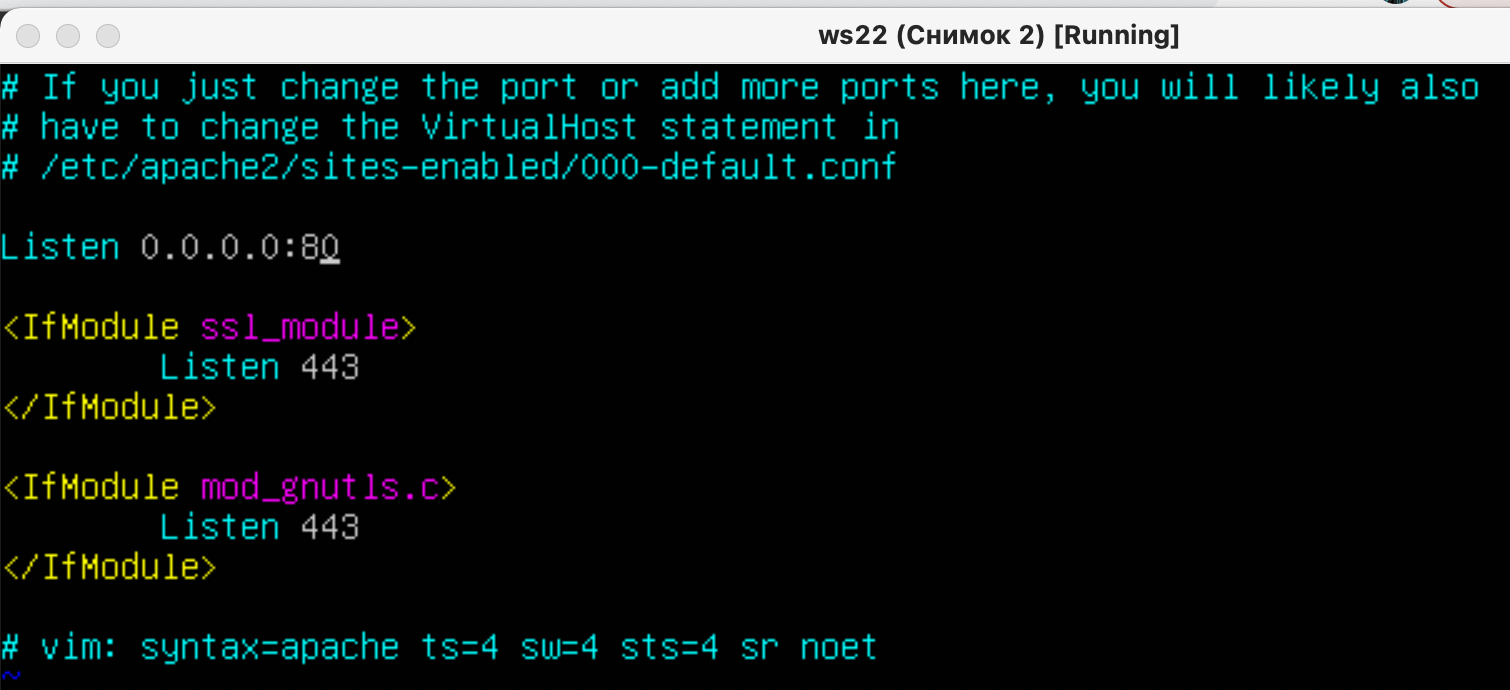 ws22 (Снимок 2) [Running]
# If you just change the port or add more ports here, you will likely also
# have to change the VirtualHost statement in
# /etc/apache2/sites-enabled/000-default.conf
Listen 0.0.0.0:80
<IfModule ssl_module>
Listen 443
</IfModule>
<IfModule mod_gnutls.c>
Listen 443
</IfModule>
# vim: syntax=apache ts=4 sw=4 sts=4 sr noet
~